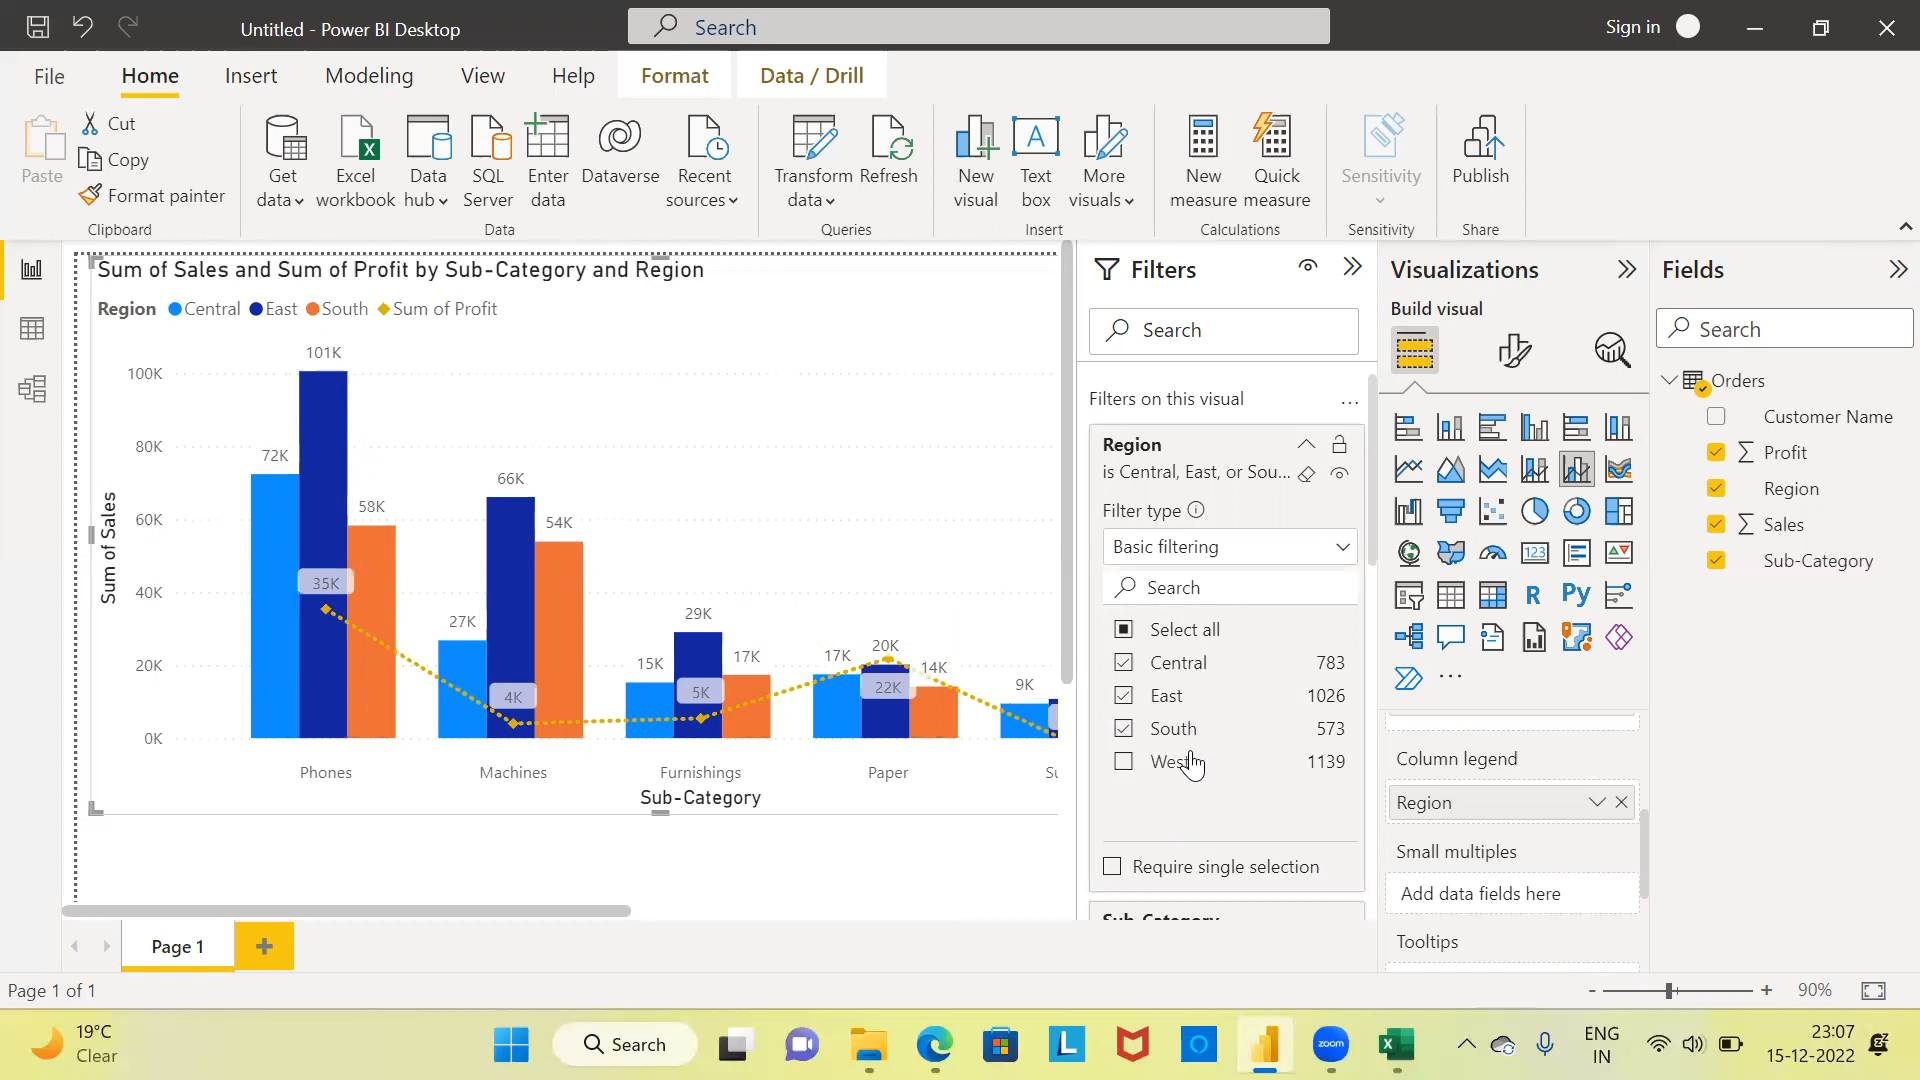 Untitled - Power BI Desktop
Search
Sign in
File
Home
Insert
Modeling
View
Help
Format
Data / Drill
Paste
Cut
Copy
Format painter
Clipboard
Get data
Excel workbook
Data hub
SQL Server
Enter data
Dataverse
Recent sources
Data
Transform data
Refresh
Queries
New visual
Text box
More visuals
Insert
New measure
Quick measure
Calculations
Sensitivity
Sensitivity
Publish
Share
Sum of Sales and Sum of Profit by Sub-Category and Region
Region Central East South Sum of Profit
Sum of Sales
100K
80K
60K
40K
20K
0K
72K
101K
58K
35K
27K
66K
54K
4K
15K
29K
17K
5K
17K
20K
14K
22K
9K
Phones
Machines
Furnishings
Paper
Su
Sub-Category
Filters
Search
Filters on this visual
...
Region
is Central, East, or Sou...
Filter type
Basic filtering
Search
Select all
Central 783
East 1026
South 573
West 1139
Require single selection
Sub-Category
Visualizations
Build visual
123
R
Py
...
Column legend
Region
Small multiples
Add data fields here
Tooltips
Fields
Search
Orders
Customer Name
Profit
Region
Sales
Sub-Category
Page 1
Page 1 of 1
- + 90%
19°C
Clear
Search
L
zoom
ENG
IN
23:07
15-12-2022